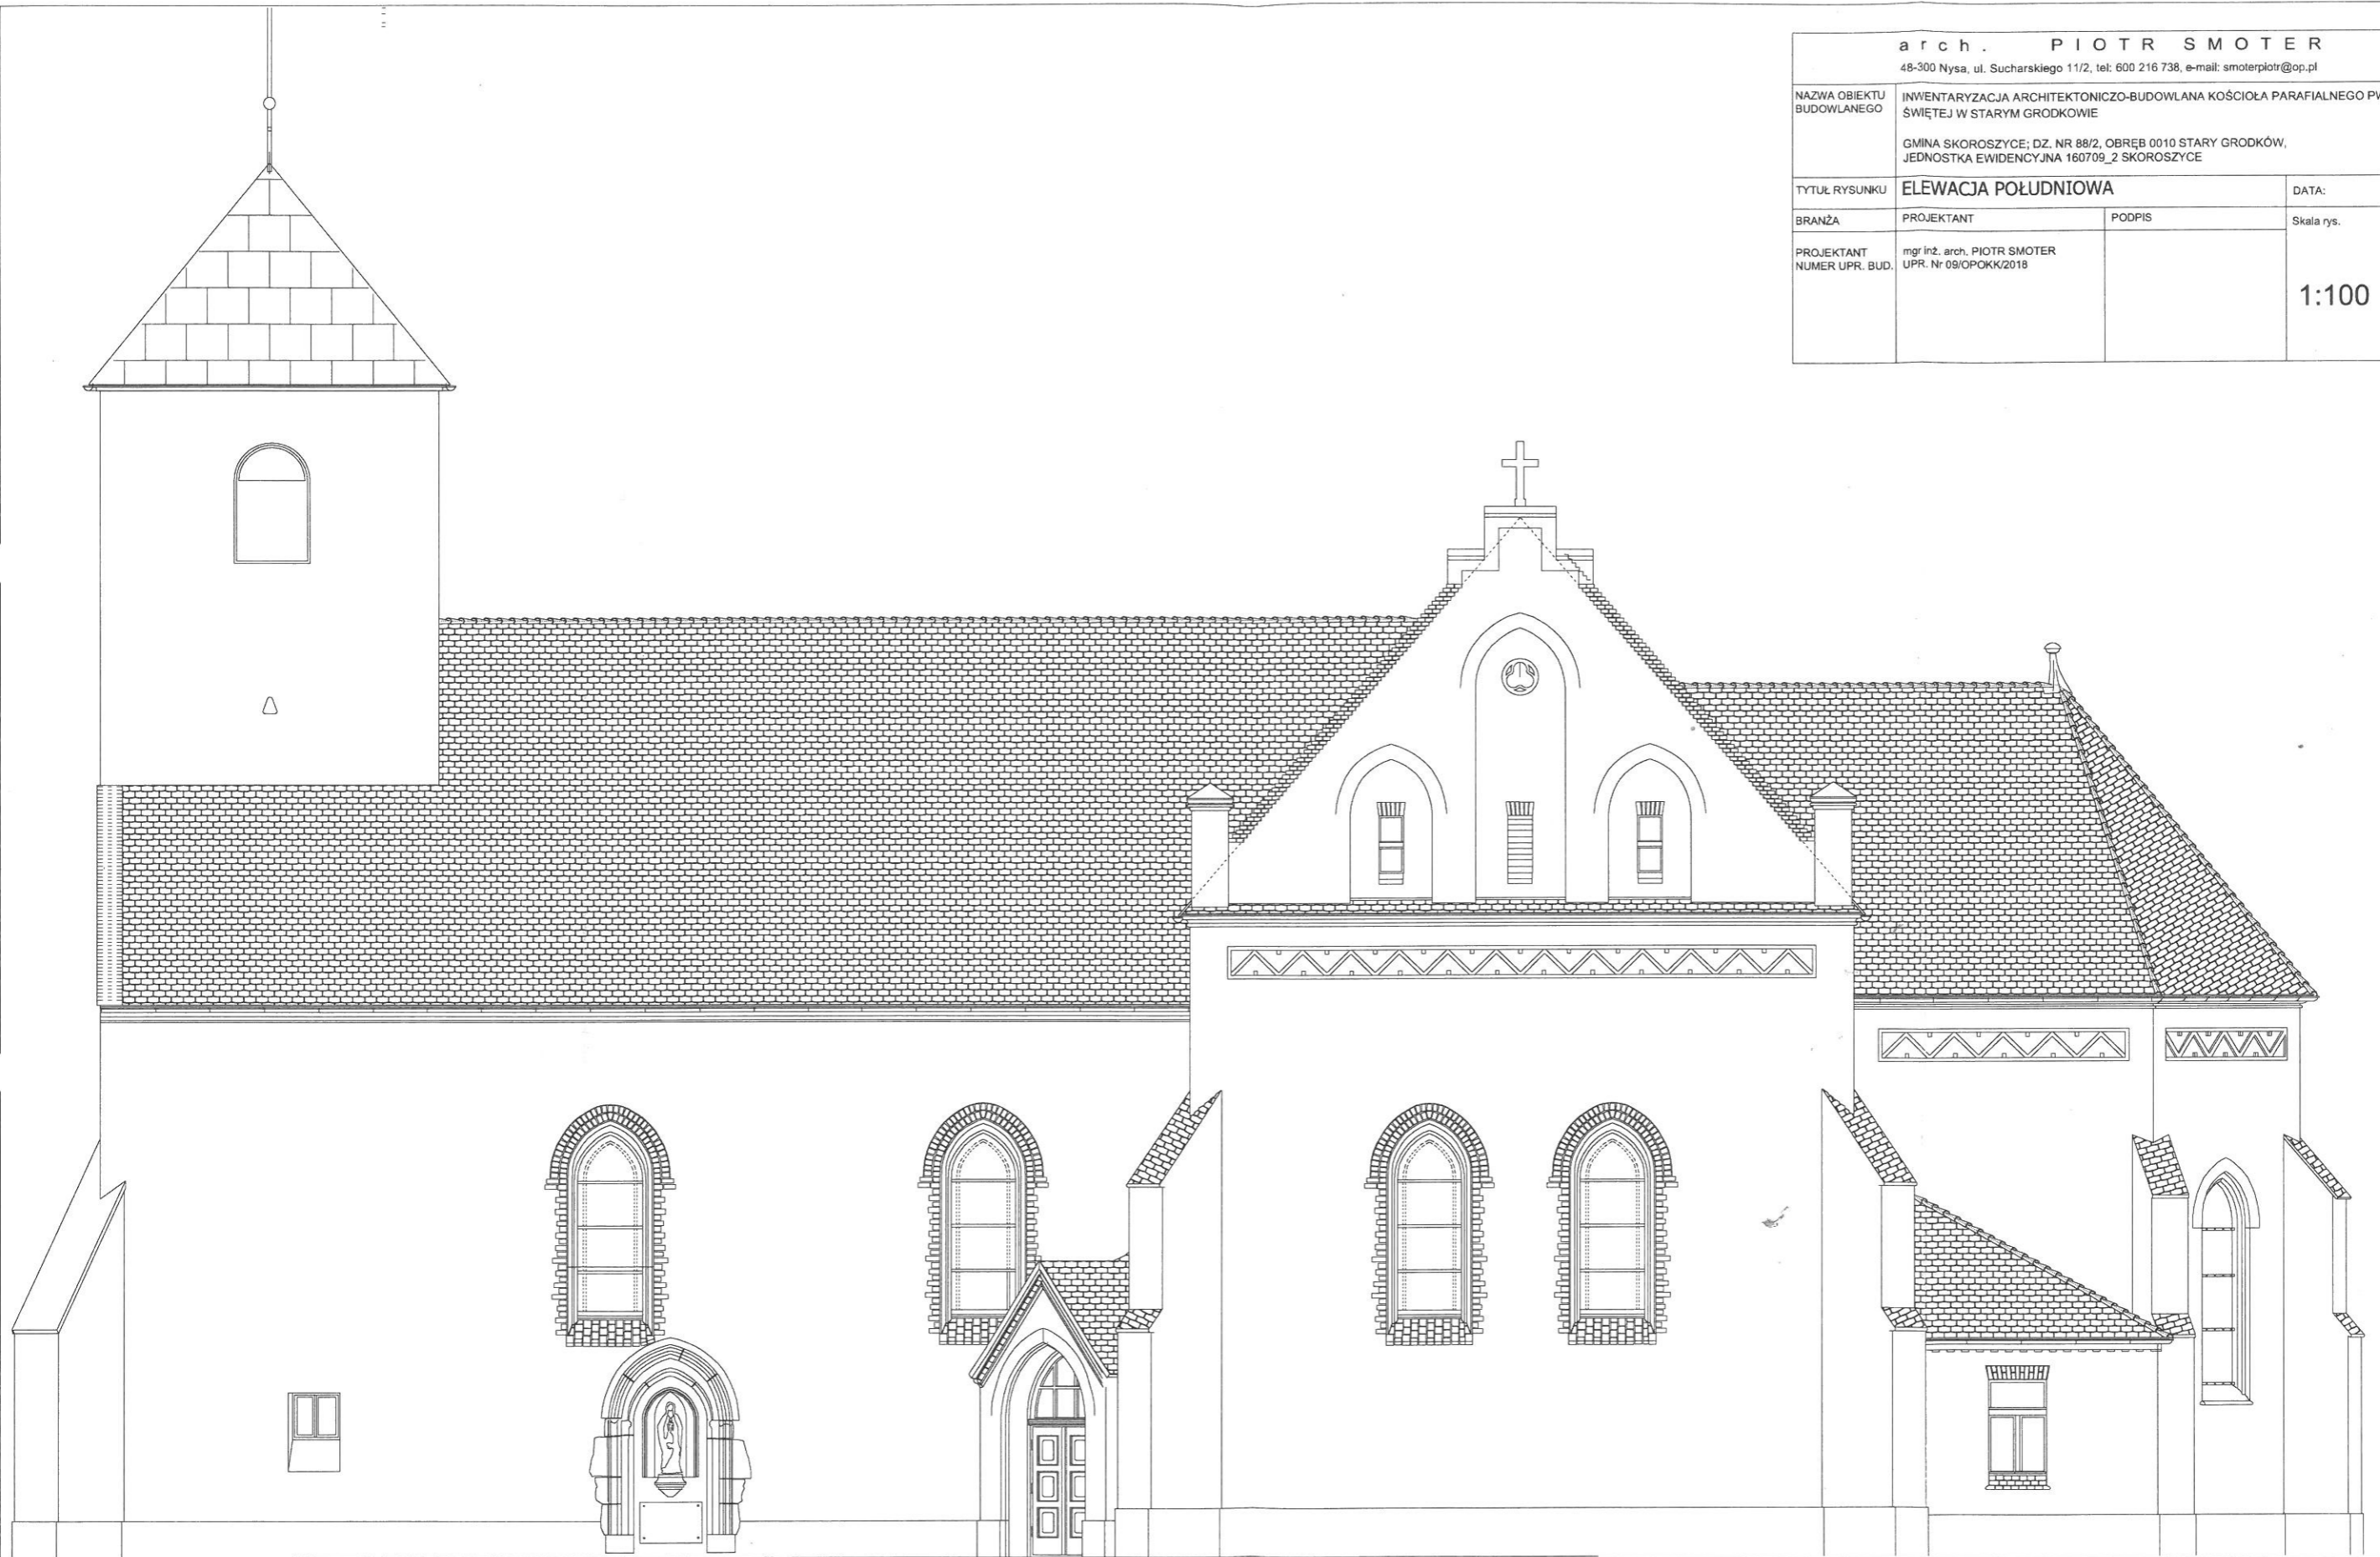 arch. PIOTR SMOTER
48-300 Nysa, ul. Sucharskiego 11/2, tel: 600 216 738, e-mail: smoterpiotr@op.pl
NAZWA OBIEKTU
BUDOWLANEGO
INWENTARYZACJA ARCHITEKTONICZO-BUDOWLANA KOŚCIOŁA PARAFIALNEGO PW
ŚWIĘTEJ W STARYM GRODKOWIE
GMINA SKOROSZYCE; DZ. NR 88/2, OBRĘB 0010 STARY GRODKÓW,
JEDNOSTKA EWIDENCYJNA 160709_2 SKOROSZYCE
TYTUŁ RYSUNKU
ELEWACJA POŁUDNIOWA
DATA:
BRANŻA
PROJEKTANT
PODPIS
Skala rys.
PROJEKTANT
NUMER UPR. BUD.
mgr inż. arch. PIOTR SMOTER
UPR. Nr 09/OPOKK/2018
1:100